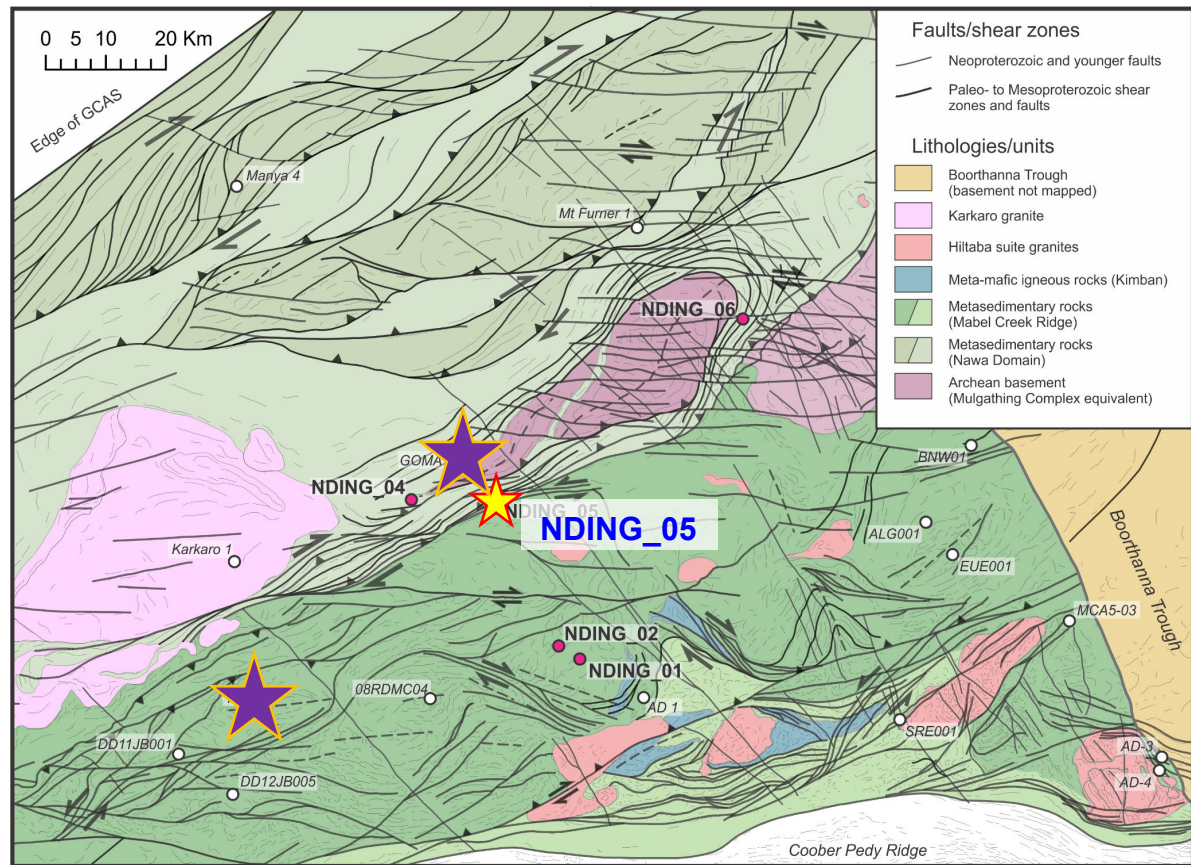 0 5 10 20 Km
Edge of GCAS
Manya 4
Mt Furner 1
NDING_06
GOMA
NDING_04
NDING_05
NDING_05
Karkaro 1
BNW01
ALG001
EUE001
Boorthanna Trough
MCA5-03
NDING_02
NDING_01
08RDMC04
AD 1
SRE001
DD11JB001
DD12JB005
AD-3
AD-4
Coober Pedy Ridge
Faults/shear zones
Neoproterozoic and younger faults
Paleo- to Mesoproterozoic shear
zones and faults
Lithologies/units
Boorthanna Trough
(basement not mapped)
Karkaro granite
Hiltaba suite granites
Meta-mafic igneous rocks (Kimban)
Metasedimentary rocks
(Mabel Creek Ridge)
Metasedimentary rocks
(Nawa Domain)
Archean basement
(Mulgathing Complex equivalent)